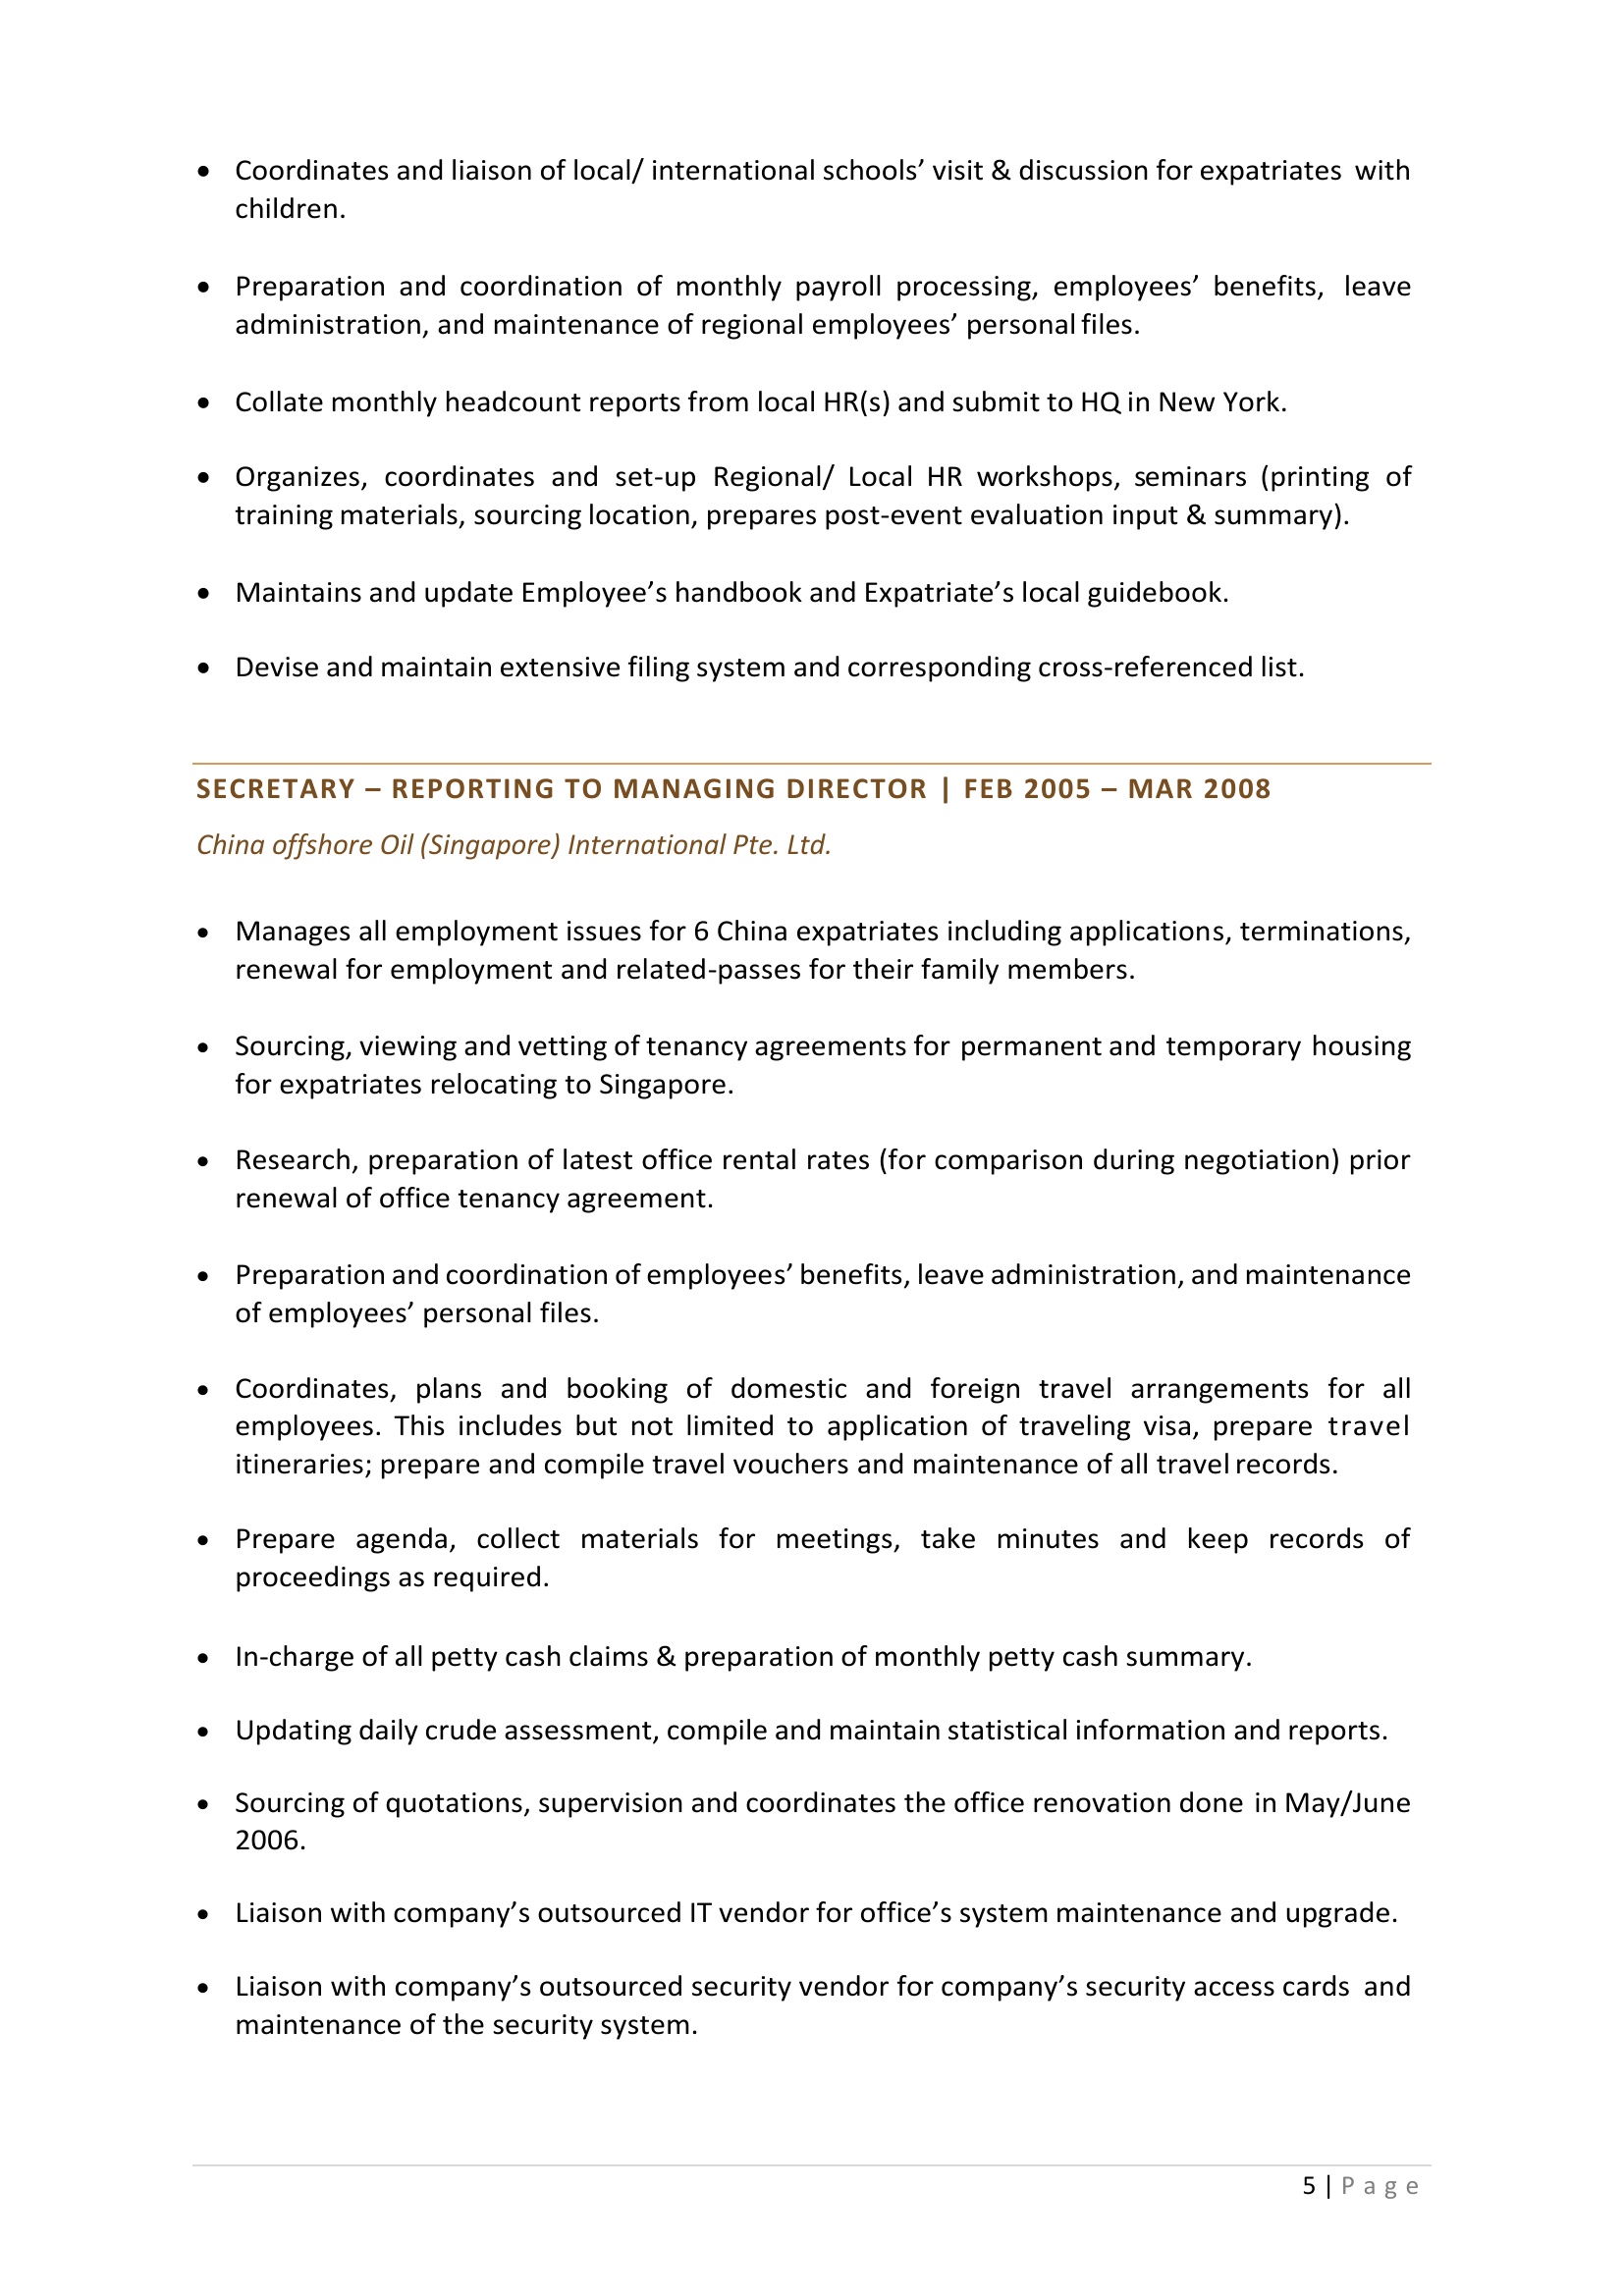 • Coordinates and liaison of local/ international schools’ visit & discussion for expatriates with
children.
• Preparation and coordination of monthly payroll processing, employees’ benefits, leave
administration, and maintenance of regional employees’ personal files.
• Collate monthly headcount reports from local HR(s) and submit to HQ in New York.
• Organizes, coordinates and set-up Regional/ Local HR workshops, seminars (printing of
training materials, sourcing location, prepares post-event evaluation input & summary).
• Maintains and update Employee’s handbook and Expatriate’s local guidebook.
• Devise and maintain extensive filing system and corresponding cross-referenced list.
SECRETARY – REPORTING TO MANAGING DIRECTOR | FEB 2005 – MAR 2008
China offshore Oil (Singapore) International Pte. Ltd.
• Manages all employment issues for 6 China expatriates including applications, terminations,
renewal for employment and related-passes for their family members.
• Sourcing, viewing and vetting of tenancy agreements for permanent and temporary housing
for expatriates relocating to Singapore.
• Research, preparation of latest office rental rates (for comparison during negotiation) prior
renewal of office tenancy agreement.
• Preparation and coordination of employees’ benefits, leave administration, and maintenance
of employees’ personal files.
• Coordinates, plans and booking of domestic and foreign travel arrangements for all
employees. This includes but not limited to application of traveling visa, prepare travel
itineraries; prepare and compile travel vouchers and maintenance of all travel records.
• Prepare agenda, collect materials for meetings, take minutes and keep records of
proceedings as required.
• In-charge of all petty cash claims & preparation of monthly petty cash summary.
• Updating daily crude assessment, compile and maintain statistical information and reports.
• Sourcing of quotations, supervision and coordinates the office renovation done in May/June
2006.
• Liaison with company’s outsourced IT vendor for office’s system maintenance and upgrade.
• Liaison with company’s outsourced security vendor for company’s security access cards and
maintenance of the security system.
5 | Page